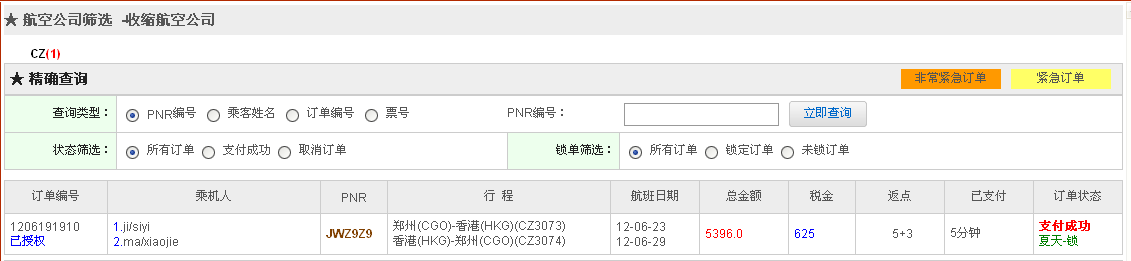 ★ 航空公司筛选 -收缩航空公司
CZ(1)
★ 精确查询 非常紧急订单 紧急订单
查询类型： PNR编号 乘客姓名 订单编号 票号 PNR编号： 立即查询
状态筛选： 所有订单 支付成功 取消订单 锁单筛选： 所有订单 锁定订单 未锁订单
订单编号 乘机人 PNR 行 程 航班日期 总金额 税金 返点 已支付 订单状态
1206191910 1.ji/siyi JWZ9Z9 郑州(CGO)-香港(HKG)(CZ3073) 12-06-23 5396.0 625 5+3 5分钟 支付成功
已授权 2.ma/xiaojie 香港(HKG)-郑州(CGO)(CZ3074) 12-06-29 夏天-锁